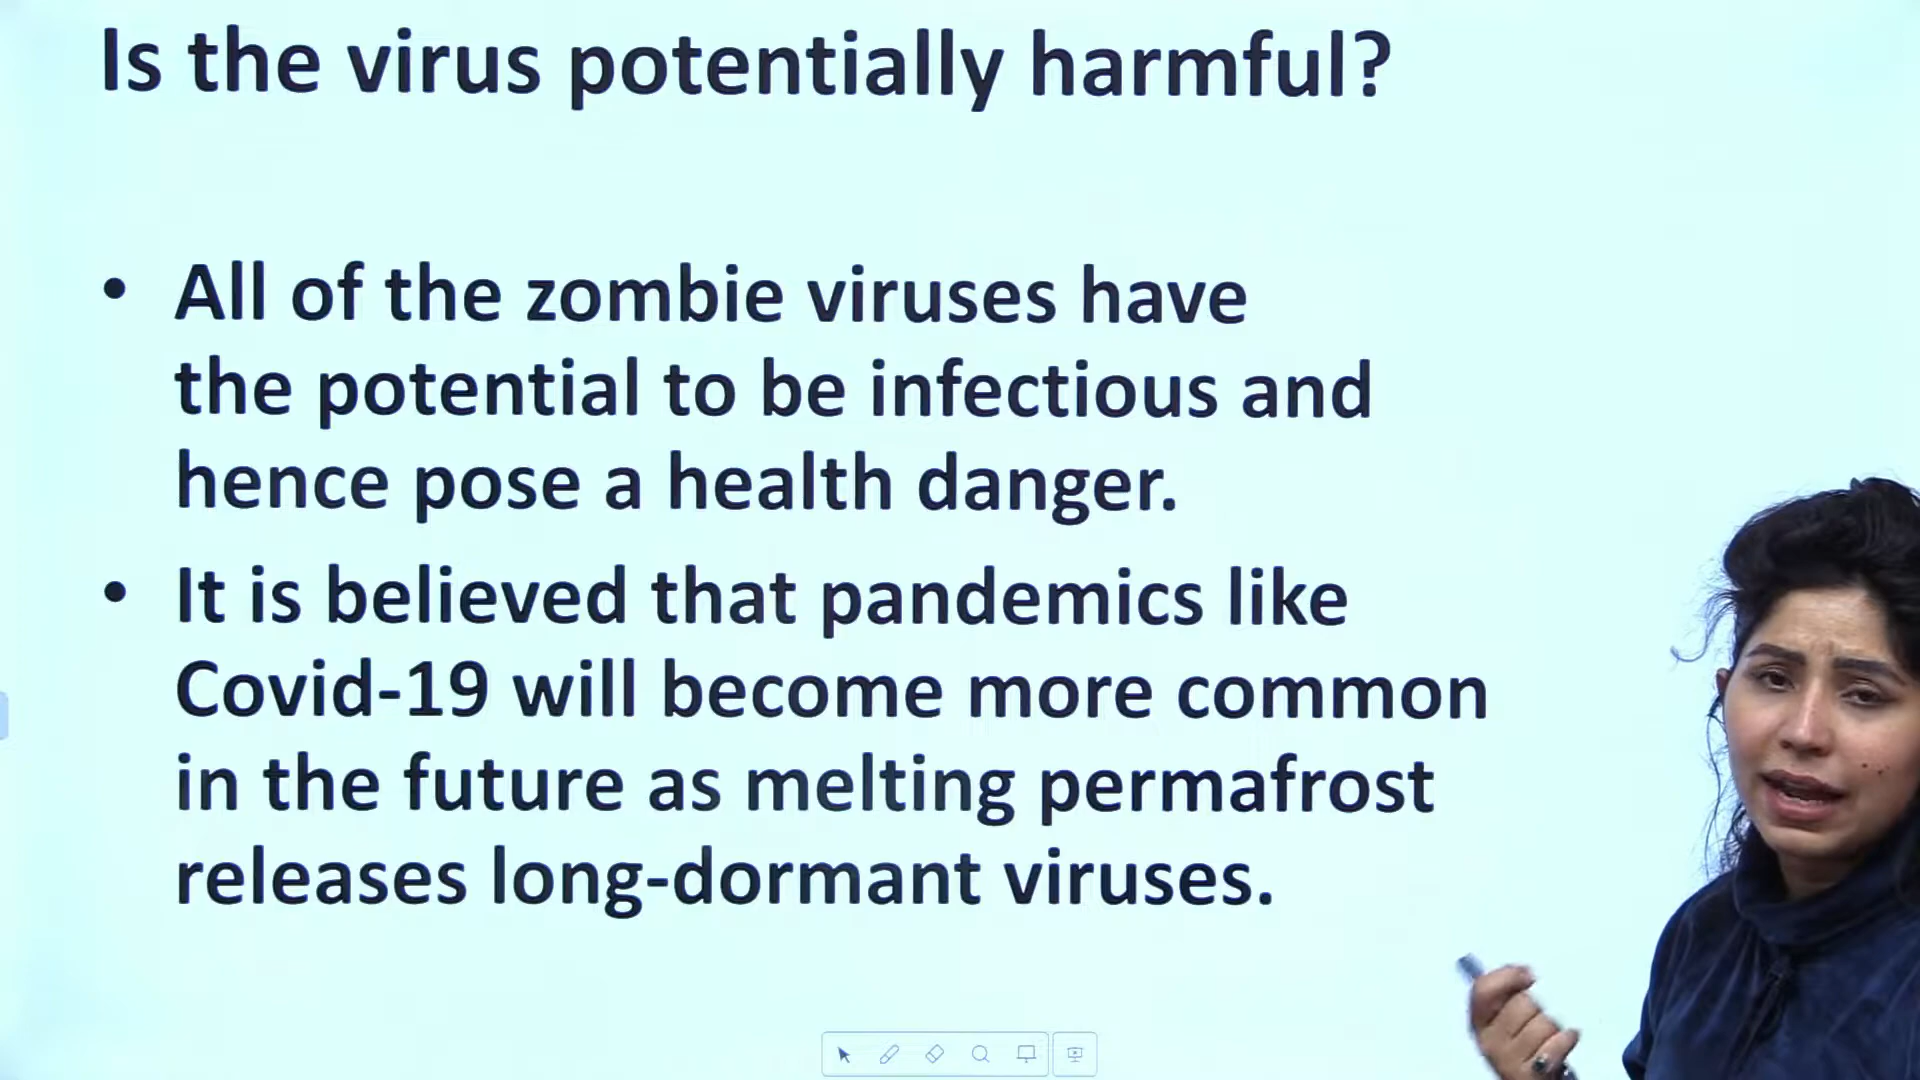 Is the virus potentially harmful?
• All of the zombie viruses have
the potential to be infectious and
hence pose a health danger.
• It is believed that pandemics like
Covid-19 will become more common
in the future as melting permafrost
releases long-dormant viruses.